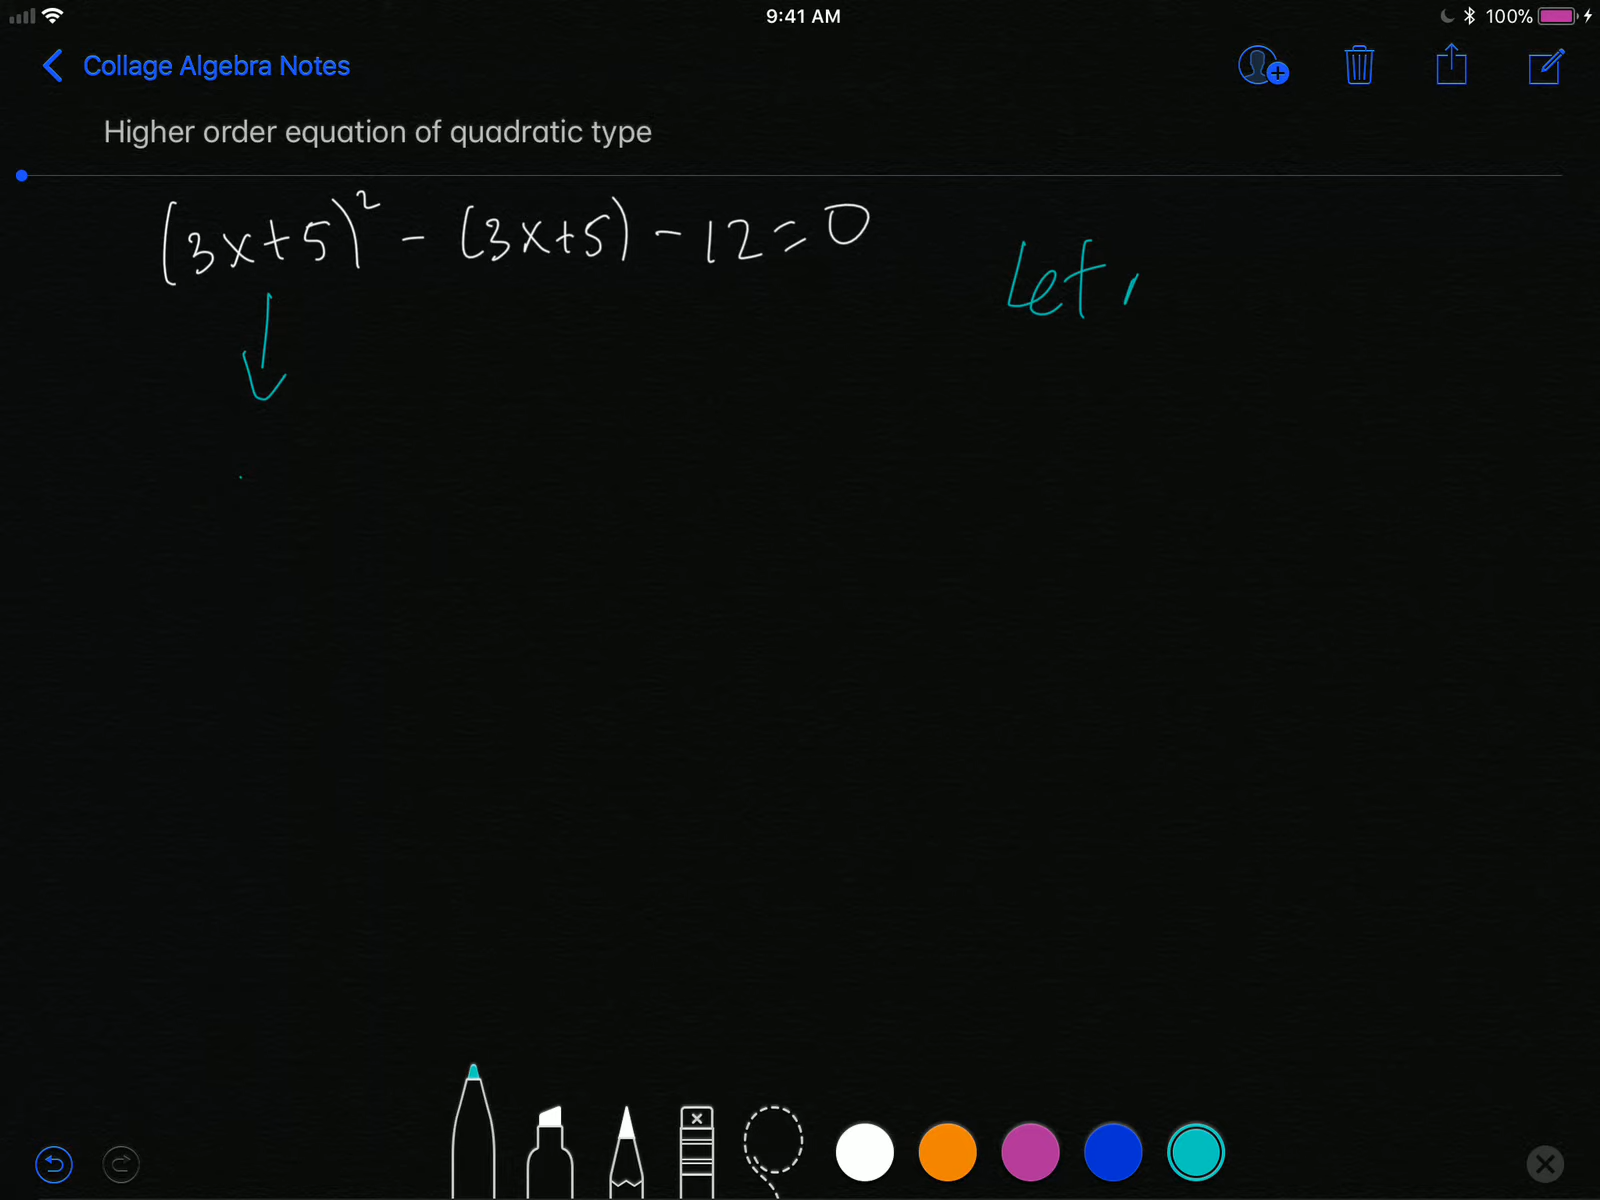 9:41 AM
100%
Collage Algebra Notes
Higher order equation of quadratic type
(3x+5)² - (3x+5) - 12 = 0
Let